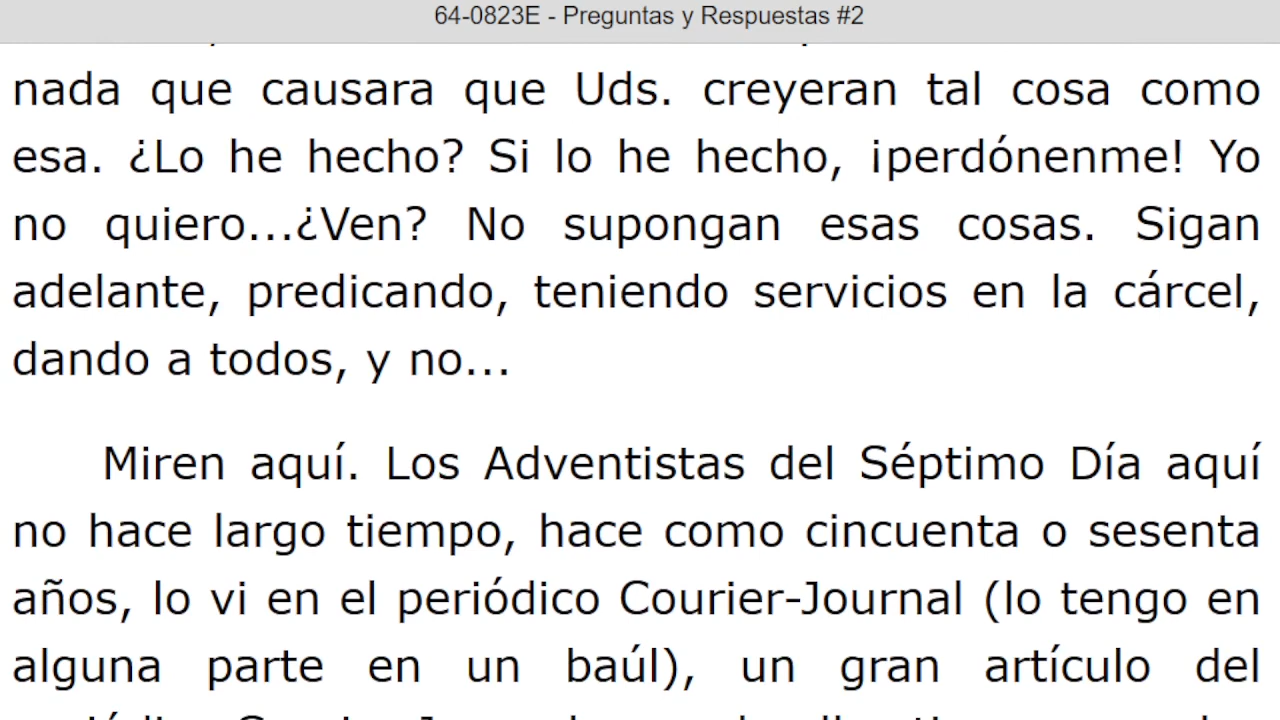 64-0823E - Preguntas y Respuestas #2
nada que causara que Uds. creyeran tal cosa como
esa. ¿Lo he hecho? Si lo he hecho, ¡perdónenme! Yo
no quiero...¿Ven? No supongan esas cosas. Sigan
adelante, predicando, teniendo servicios en la cárcel,
dando a todos, y no...
Miren aquí. Los Adventistas del Séptimo Día aquí
no hace largo tiempo, hace como cincuenta o sesenta
años, lo vi en el periódico Courier-Journal (lo tengo en
alguna parte en un baúl), un gran artículo del